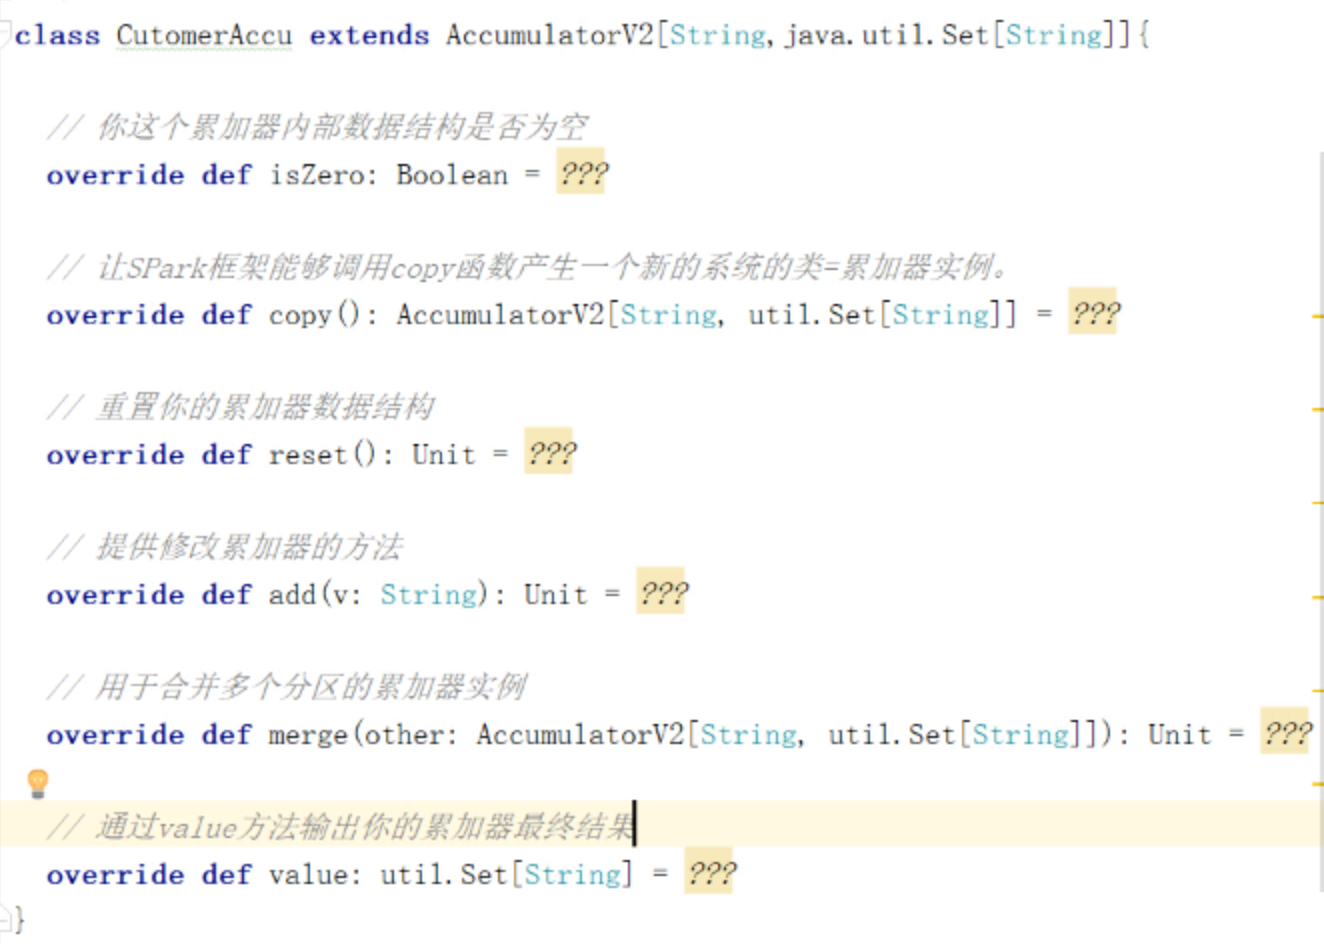 class CutomerAccu extends AccumulatorV2[String,java.util.Set[String]]{
// 你这个累加器内部数据结构是否为空
override def isZero: Boolean = ???
// 让SPark框架能够调用copy函数产生一个新的系统的类=累加器实例。
override def copy(): AccumulatorV2[String, util.Set[String]] = ???
// 重置你的累加器数据结构
override def reset(): Unit = ???
// 提供修改累加器的方法
override def add(v: String): Unit = ???
// 用于合并多个分区的累加器实例
override def merge(other: AccumulatorV2[String, util.Set[String]]): Unit = ???
// 通过value方法输出你的累加器最终结果
override def value: util.Set[String] = ???
}